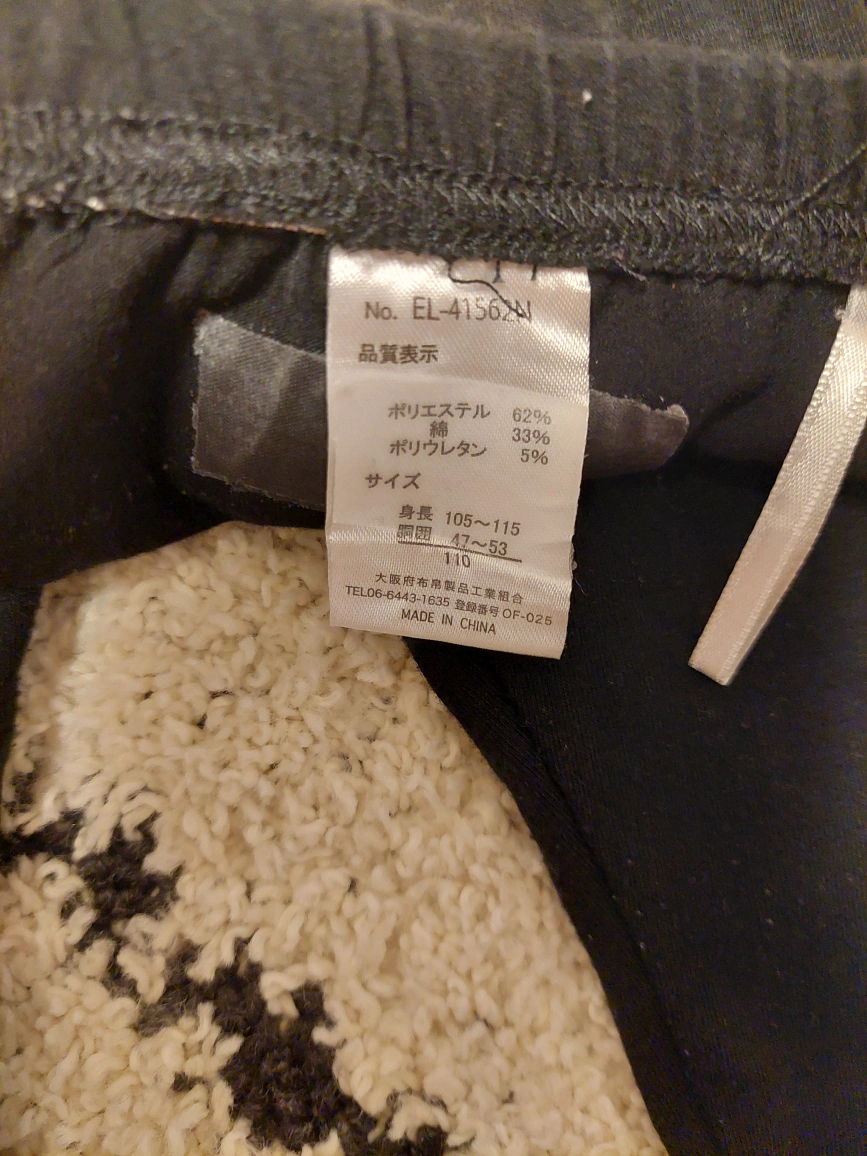 No. EL-41562N
品質表示
ポリエステル 62%
綿 33%
ポリウレタン 5%
サイズ
身長 105～115
胴囲 47～53
110
大阪府布帛製品工業組合
TEL06-6443-1635 登録番号 OF-025
MADE IN CHINA